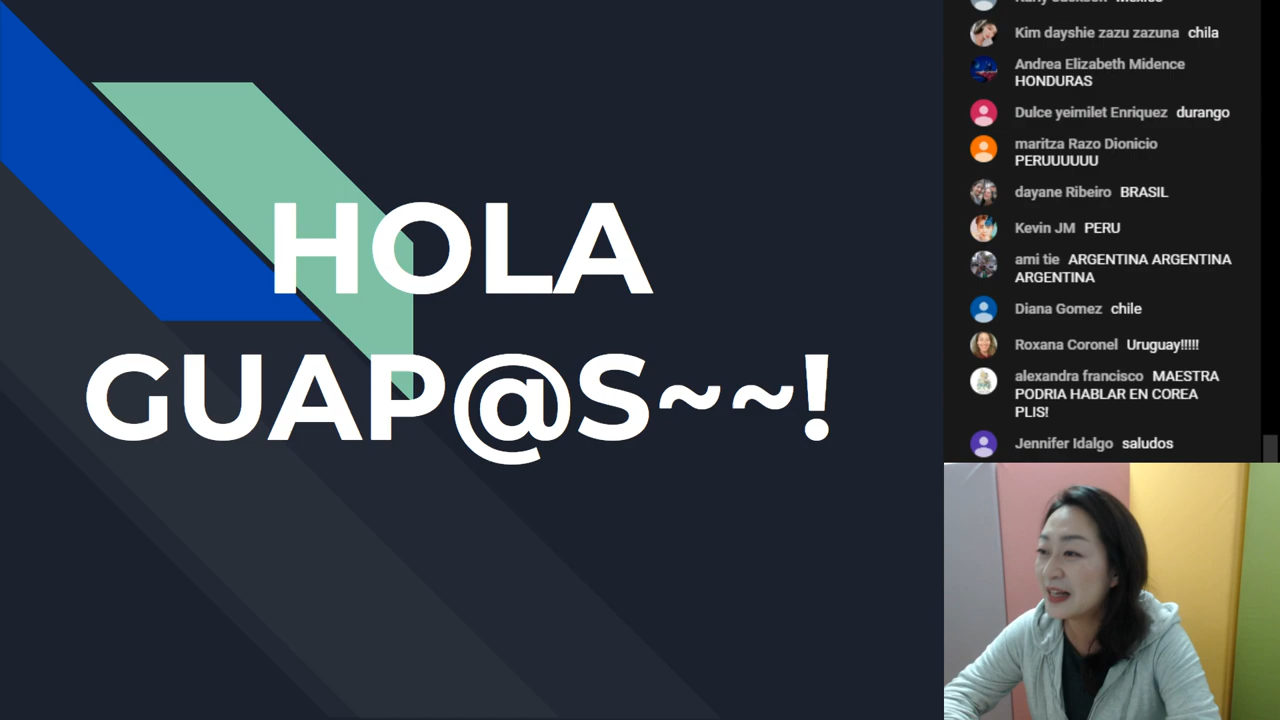 HOLA
GUAP@S~~!
Kim dayshie zazu zazuna chila
Andrea Elizabeth Midence
HONDURAS
Dulce yeimilet Enriquez durango
maritza Razo Dionicio
PERUUUUUU
dayane Ribeiro BRASIL
Kevin JM PERU
ami tie ARGENTINA ARGENTINA
ARGENTINA
Diana Gomez chile
Roxana Coronel Uruguay!!!!!
alexandra francisco MAESTRA
PODRIA HABLAR EN COREA
PLIS!
Jennifer Idalgo saludos